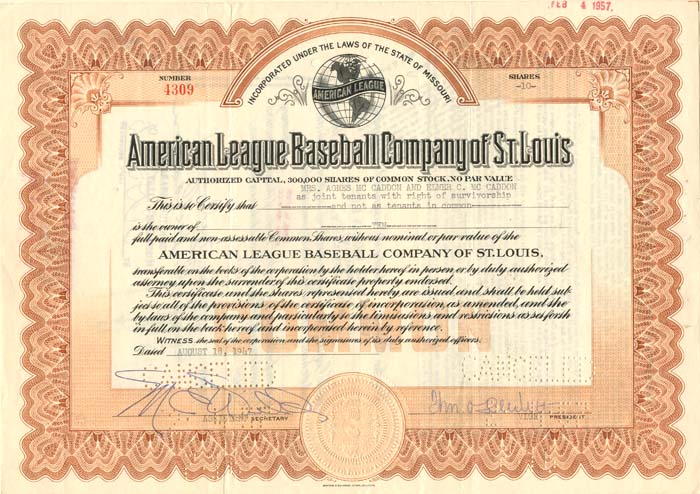 FEB 4 1957
INCORPORATED UNDER THE LAWS OF THE STATE OF MISSOURI
NUMBER
4309
AMERICAN LEAGUE
SHARES
-10-
American League Baseball Company of St. Louis
AUTHORIZED CAPITAL, 300,000 SHARES OF COMMON STOCK, NO PAR VALUE
MRS. AGNES MC CADDON AND ELMER C. MC CADDON
as joint tenants with right of survivorship
This is to Certify that and not as tenants in common
is the owner of TEN
full paid and non-assessable Common Shares, without nominal or par value of the
AMERICAN LEAGUE BASEBALL COMPANY OF ST. LOUIS,
transferable on the books of the corporation by the holder hereof in person or by duly authorized
attorney upon the surrender of this certificate properly endorsed.
This certificate and the shares represented hereby are issued and shall be held sub-
ject to all of the provisions of the certificate of incorporation, as amended, and the
by laws of the company and particularly to the limitations and restrictions as set forth
in full on the back hereof and incorporated herein by reference.
WITNESS the seal of the corporation and the signatures of its duly authorized officers.
Dated AUGUST 18, 1947
COMMON
SECRETARY
VICE PRESIDENT